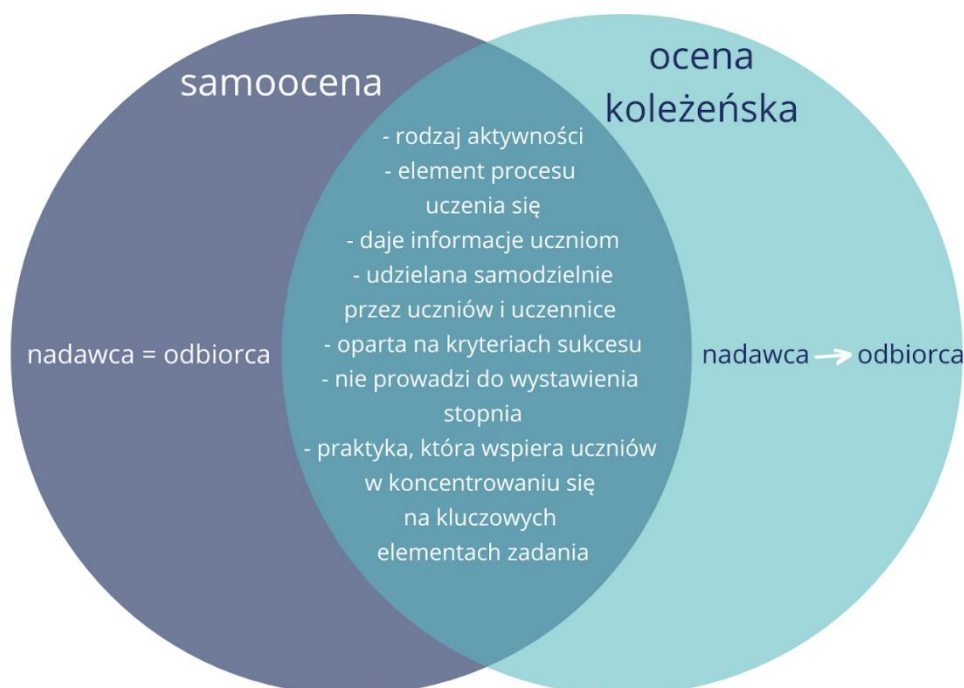 samoocena
ocena
koleżeńska
- rodzaj aktywności
- element procesu
uczenia się
- daje informacje uczniom
- udzielana samodzielnie
przez uczniów i uczennice
- oparta na kryteriach sukcesu
- nie prowadzi do wystawienia
stopnia
- praktyka, która wspiera uczniów
w koncentrowaniu się
na kluczowych
elementach zadania
nadawca = odbiorca
nadawca → odbiorca